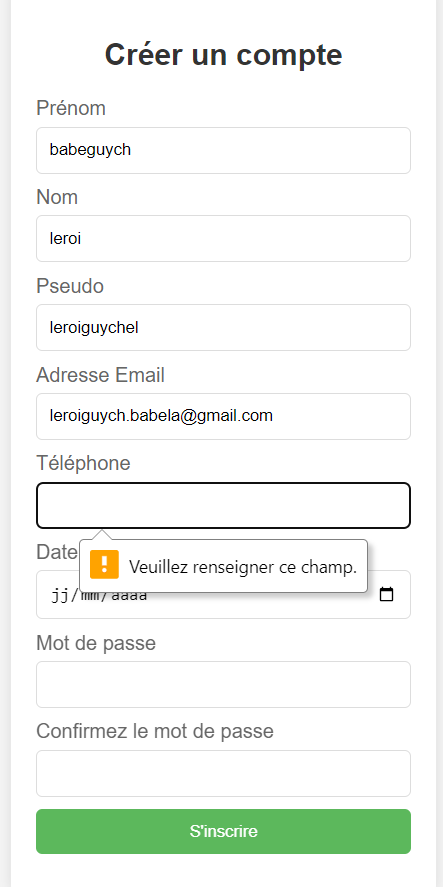 Créer un compte
Prénom
babeguych
Nom
leroi
Pseudo
leroiguychel
Adresse Email
leroiguych.babela@gmail.com
Téléphone
Date
Veuillez renseigner ce champ.
jj/mm/aaaa
Mot de passe
Confirmez le mot de passe
S'inscrire